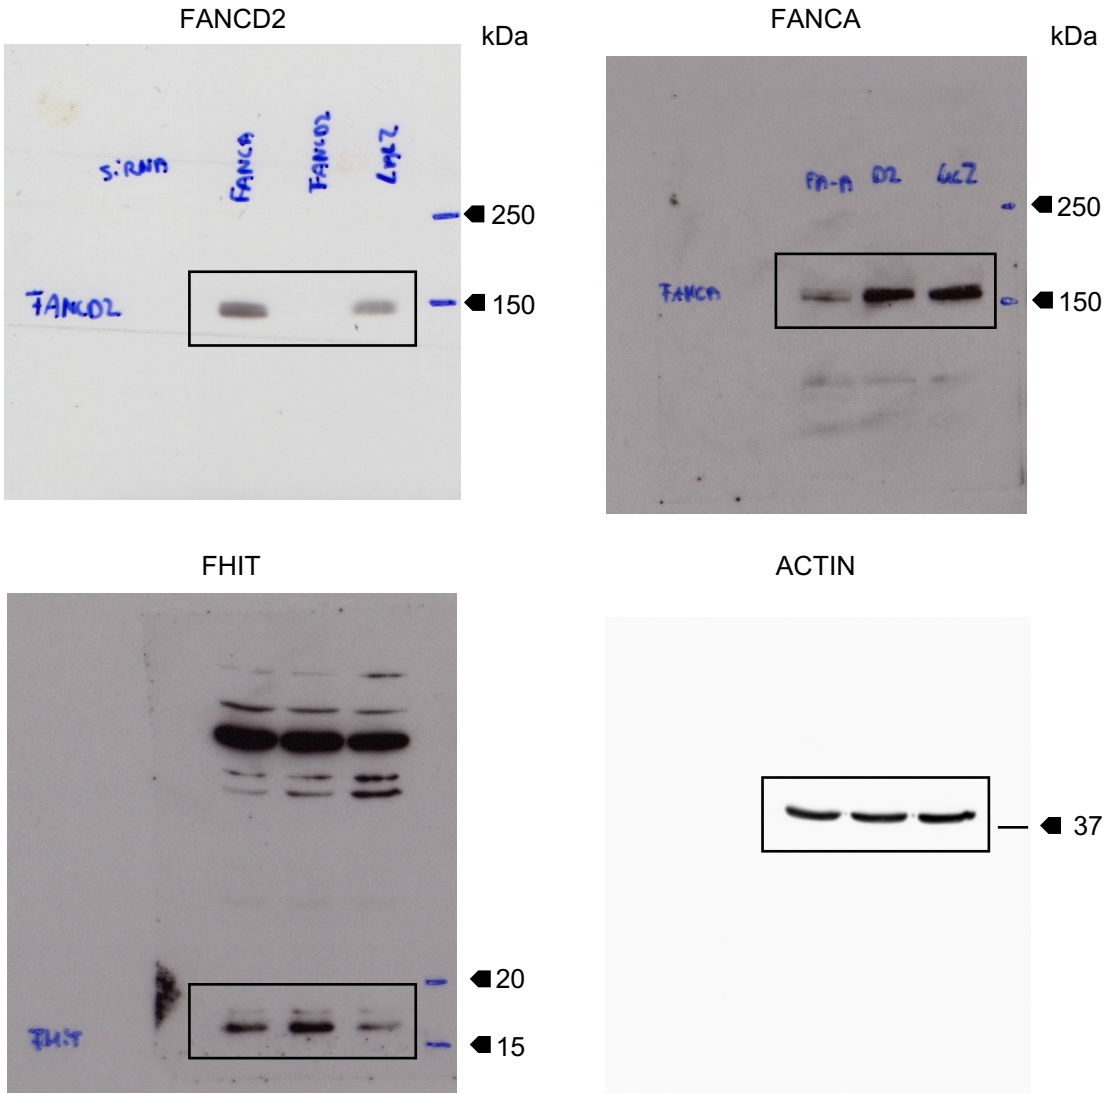 FANCD2
kDa
siRNA
FANCA
FANCD2
LacZ
250
FANCD2
150
FANCA
kDa
FA-A D2 LacZ
250
FANCA
150
FHIT
20
FHiT
15
ACTIN
37